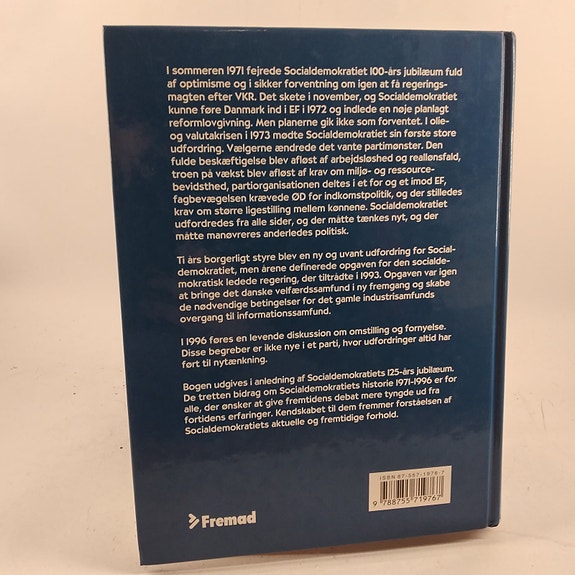 I sommeren 1971 fejrede Socialdemokratiet 100-års jubilæum fuld
af optimisme og i sikker forventning om igen at få regerings-
magten efter VKR. Det skete i november, og Socialdemokratiet
kunne føre Danmark ind i EF i 1972 og indlede en nøje planlagt
reformlovgivning. Men planerne gik ikke som forventet. I olie-
og valutakrisen i 1973 mødte Socialdemokratiet sin første store
udfordring. Vælgerne ændrede det vante partimønster. Den
fulde beskæftigelse blev afløst af arbejdsløshed og reallønsfald,
troen på vækst blev afløst af krav om miljø- og ressource-
bevidsthed, partiorganisationen deltes i et for og et imod EF,
fagbevægelsen krævede ØD for indkomstpolitik, og der stilledes
krav om større ligestilling mellem kønnene. Socialdemokratiet
udfordredes fra alle sider, og der måtte tænkes nyt, og der
måtte manøvreres anderledes politisk.
Ti års borgerligt styre blev en ny og uvant udfordring for Social-
demokratiet, men årene definerede opgaven for den socialde-
mokratisk ledede regering, der tiltrådte i 1993. Opgaven var igen
at bringe det danske velfærdssamfund i ny fremgang og skabe
de nødvendige betingelser for det gamle industrisamfunds
overgang til informationssamfund.
I 1996 føres en levende diskussion om omstilling og fornyelse.
Disse begreber er ikke nye i et parti, hvor udfordringer altid har
ført til nytænkning.
Bogen udgives i anledning af Socialdemokratiets 125-års jubilæum.
De tretten bidrag om Socialdemokratiets historie 1971-1996 er for
alle, der ønsker at give fremtidens debat mere tyngde ud fra
fortidens erfaringer. Kendskabet til dem fremmer forståelsen af
Socialdemokratiets aktuelle og fremtidige forhold.
ISBN 87-557-1976-7
9 788755 719767
Fremad